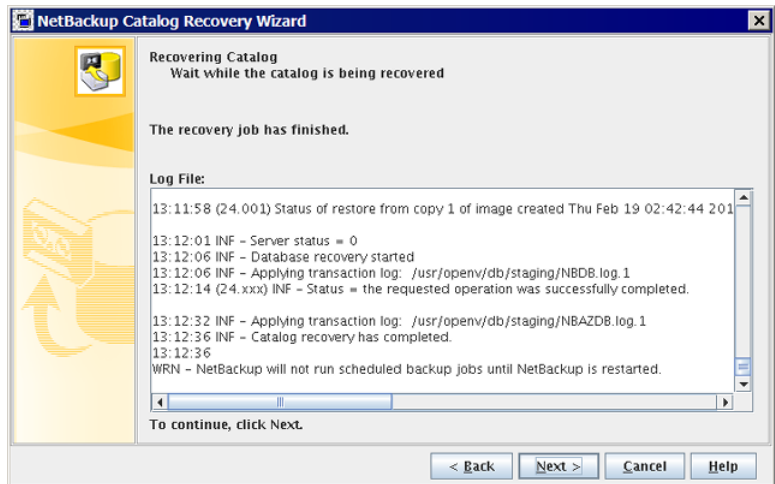 NetBackup Catalog Recovery Wizard
Recovering Catalog
Wait while the catalog is being recovered
The recovery job has finished.
Log File:
13:11:58 (24.001) Status of restore from copy 1 of image created Thu Feb 19 02:42:44 201
13:12:01 INF - Server status = 0
13:12:06 INF - Database recovery started
13:12:06 INF - Applying transaction log: /usr/openv/db/staging/NBDB.log.1
13:12:14 (24.xxx) INF - Status = the requested operation was successfully completed.
13:12:32 INF - Applying transaction log: /usr/openv/db/staging/NBAZDB.log.1
13:12:36 INF - Catalog recovery has completed.
13:12:36
WRN - NetBackup will not run scheduled backup jobs until NetBackup is restarted.
To continue, click Next.
< Back Next > Cancel Help